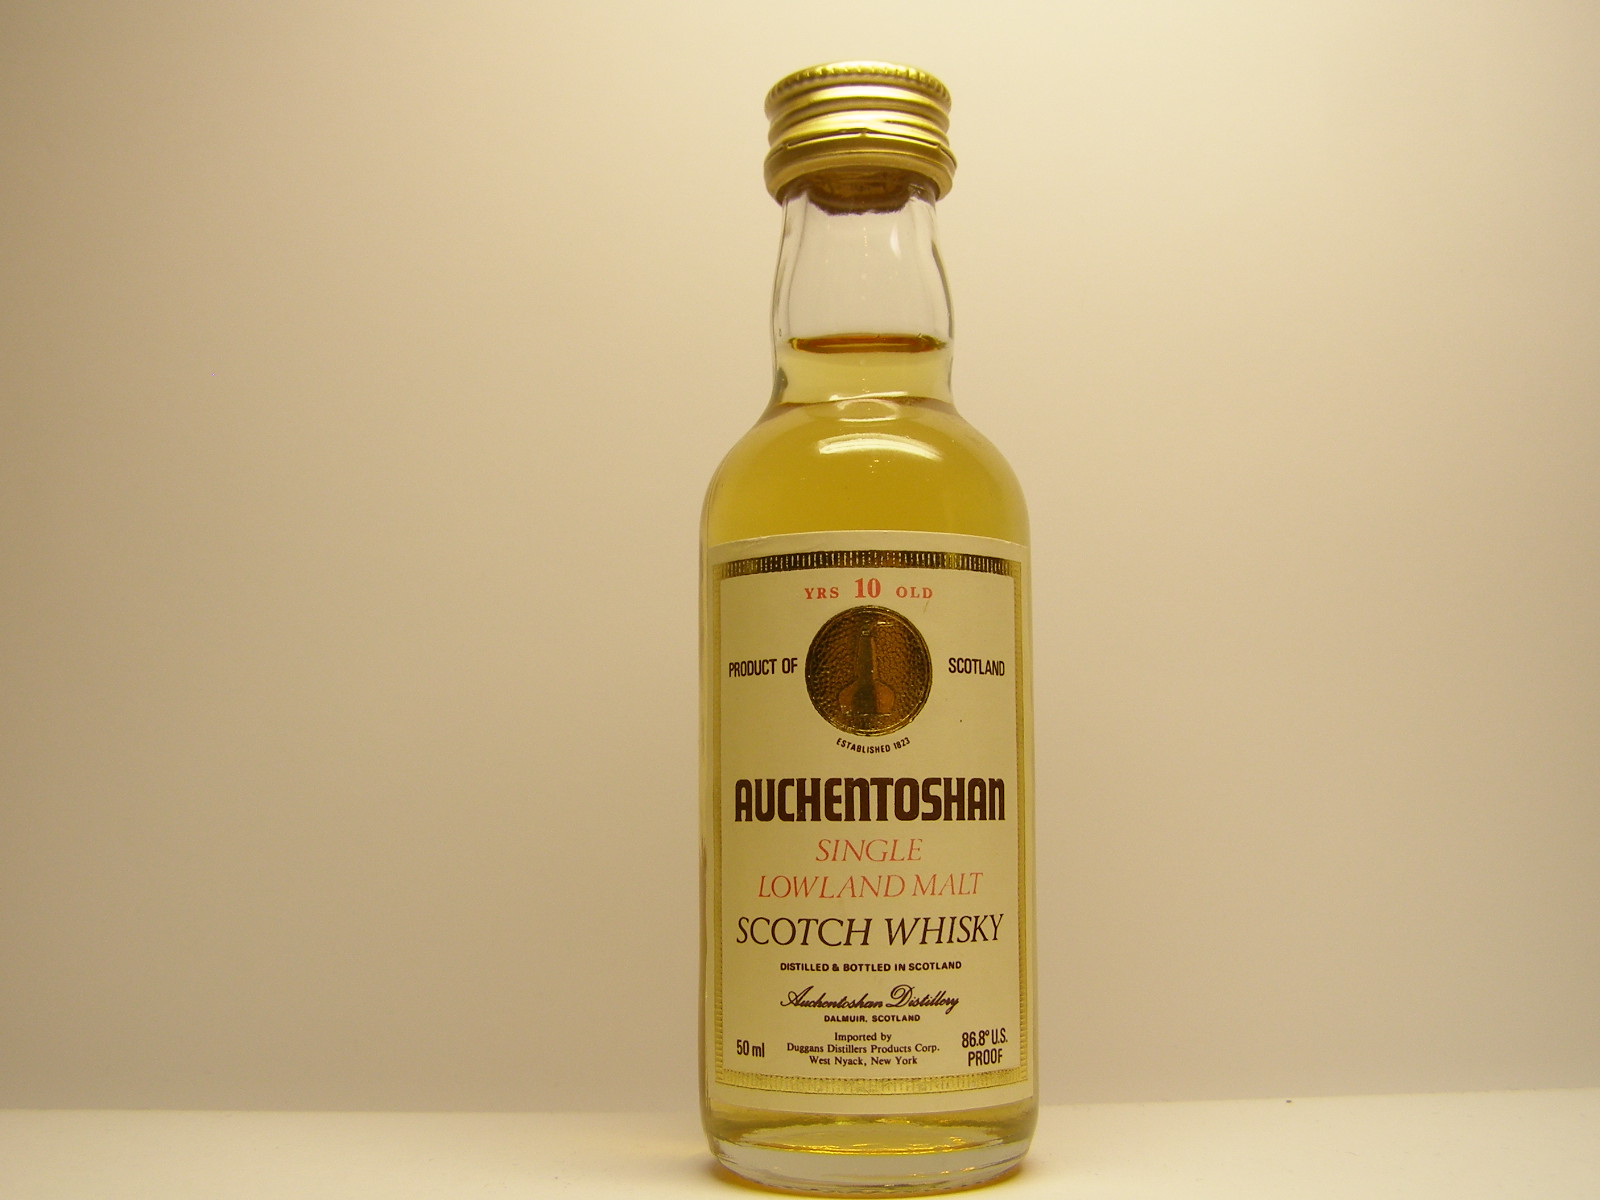 YRS 10 OLD
PRODUCT OF SCOTLAND
ESTABLISHED 1823
AUCHENTOSHAN
SINGLE
LOWLAND MALT
SCOTCH WHISKY
DISTILLED & BOTTLED IN SCOTLAND
Auchentoshan Distillery
DALMUIR, SCOTLAND
Imported by
Duggans Distillers Products Corp.
West Nyack, New York
50 ml
86.8° U.S.
PROOF